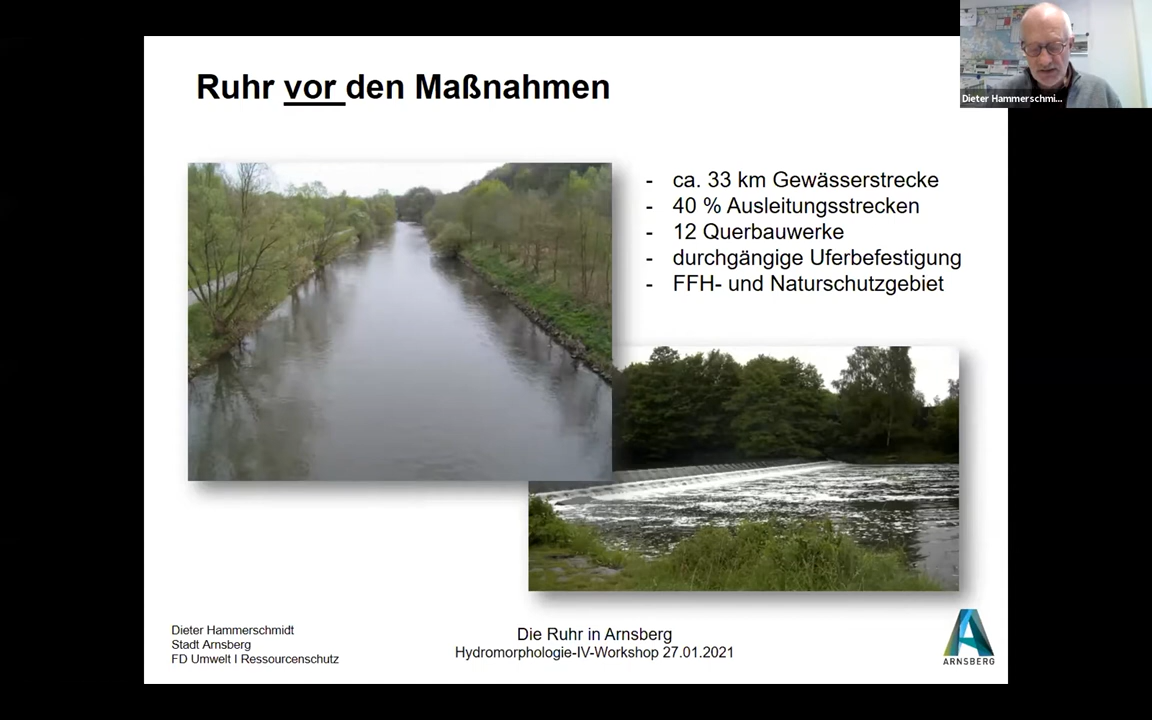 Dieter Hammerschmi...
Ruhr vor den Maßnahmen
- ca. 33 km Gewässerstrecke
- 40 % Ausleitungsstrecken
- 12 Querbauwerke
- durchgängige Uferbefestigung
- FFH- und Naturschutzgebiet
Dieter Hammerschmidt
Stadt Arnsberg
FD Umwelt I Ressourcenschutz
Die Ruhr in Arnsberg
Hydromorphologie-IV-Workshop 27.01.2021
ARNSBERG